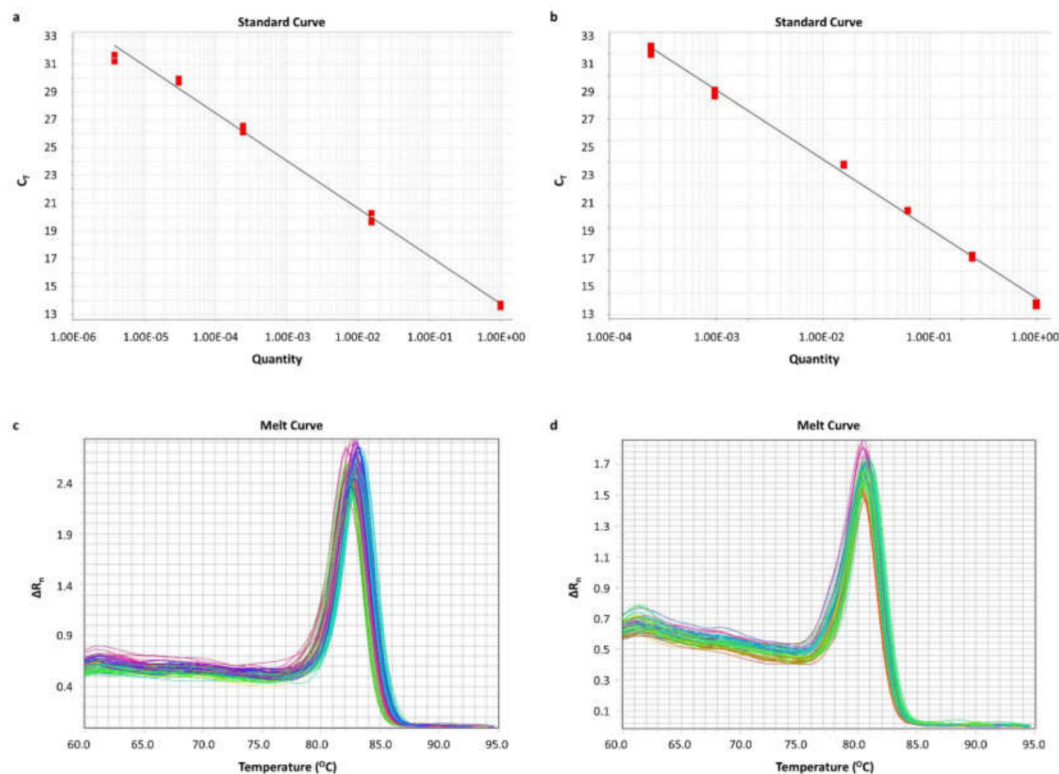 a
Standard Curve
33
31
29
27
25
23
21
19
17
15
13
C_T
1.00E-06 1.00E-05 1.00E-04 1.00E-03 1.00E-02 1.00E-01 1.00E+00
Quantity
b
Standard Curve
33
31
29
27
25
23
21
19
17
15
13
C_T
1.00E-04 1.00E-03 1.00E-02 1.00E-01 1.00E+00
Quantity
c
Melt Curve
2.4
1.9
1.4
0.9
0.4
ΔR_n
60.0 65.0 70.0 75.0 80.0 85.0 90.0 95.0
Temperature (°C)
d
Melt Curve
1.7
1.5
1.3
1.1
0.9
0.7
0.5
0.3
0.1
ΔR_n
60.0 65.0 70.0 75.0 80.0 85.0 90.0 95.0
Temperature (°C)